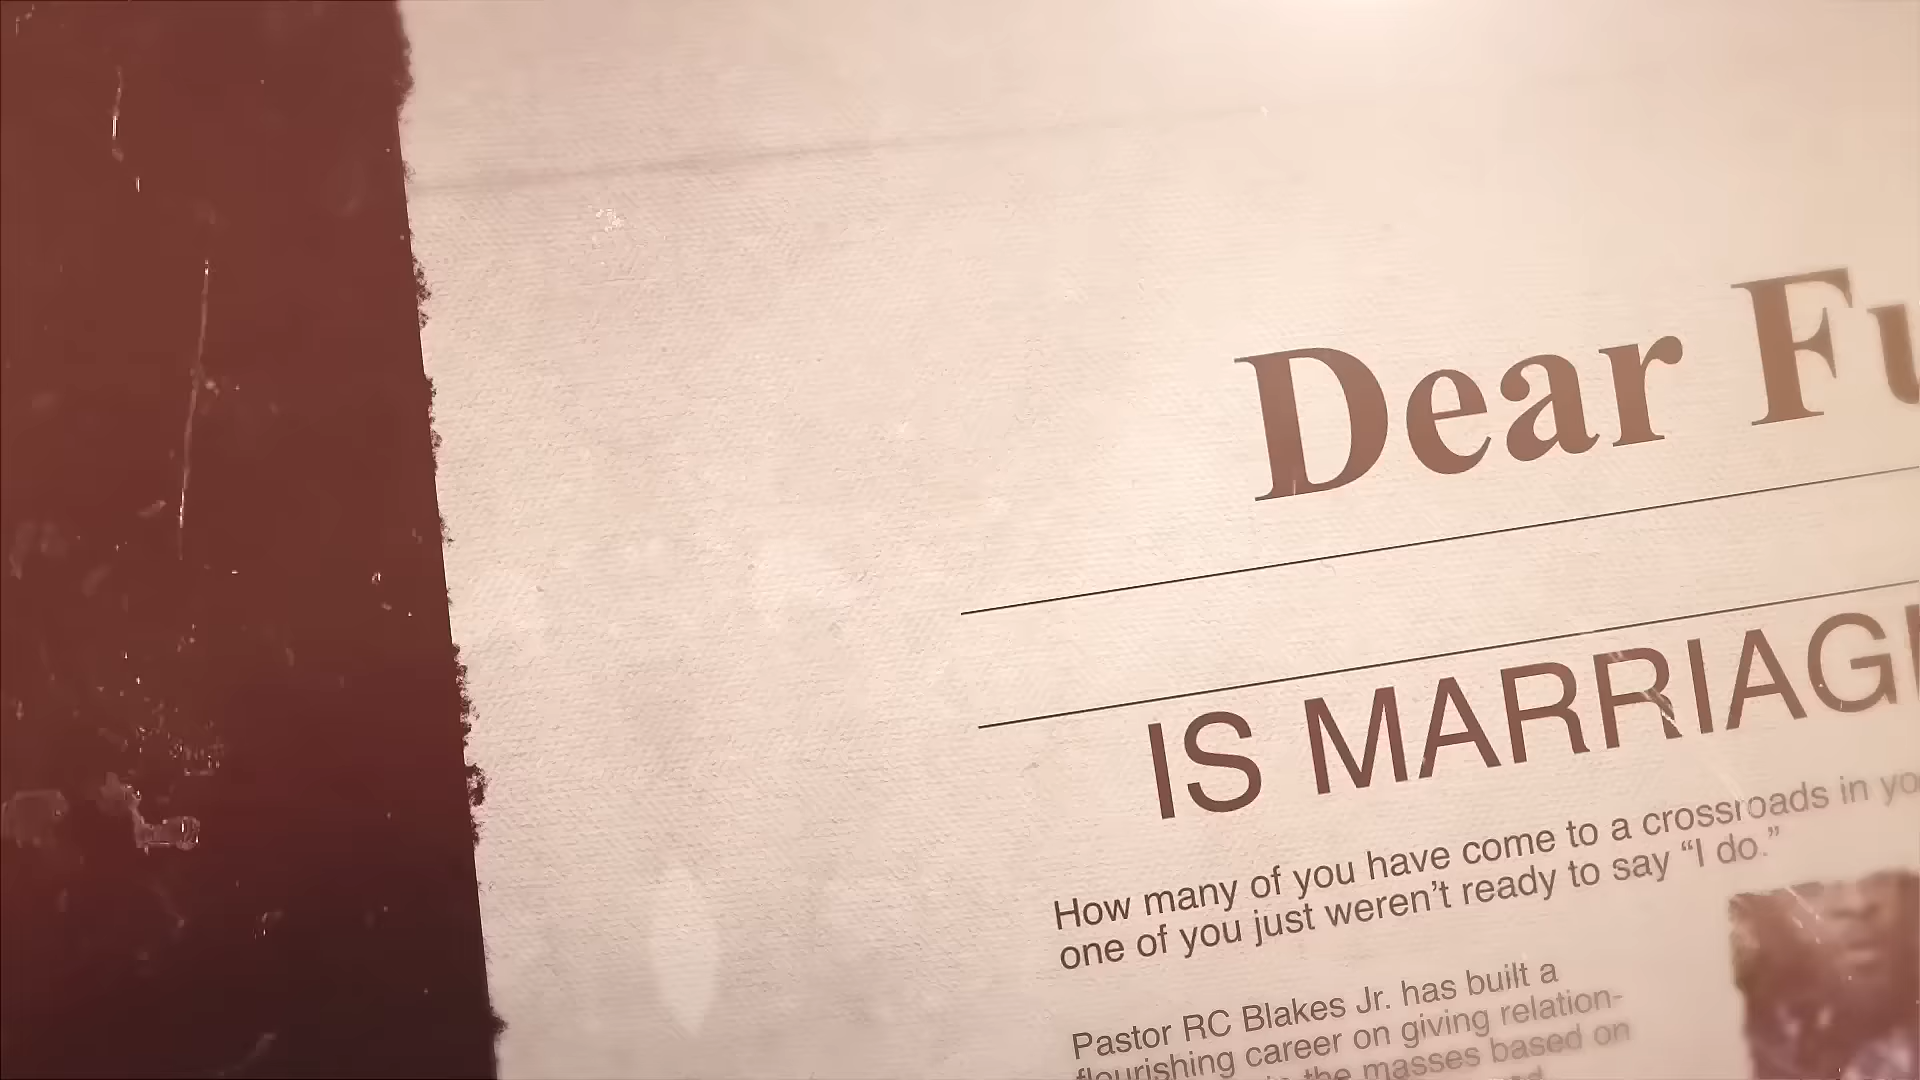 Dear Fu
IS MARRIAG
How many of you have come to a crossroads in yo
one of you just weren't ready to say “I do.”
Pastor RC Blakes Jr. has built a
flourishing career on giving relation-
the masses based on